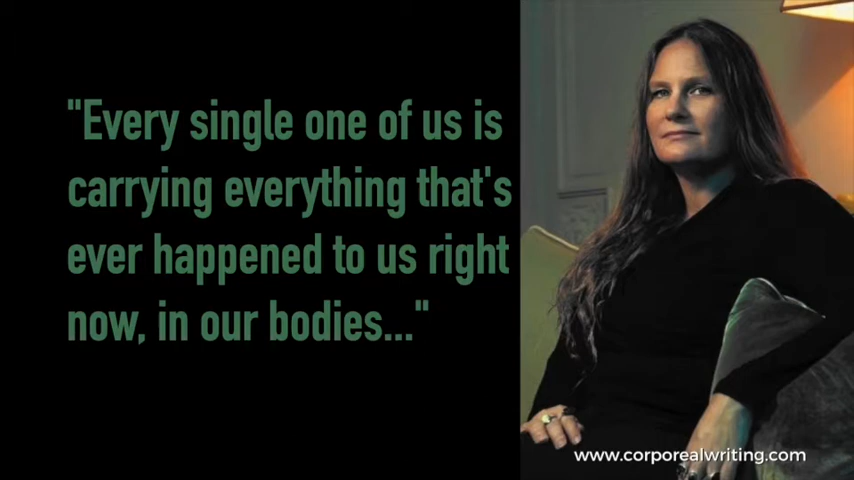 "Every single one of us is
carrying everything that's
ever happened to us right
now, in our bodies..."
www.corporealwriting.com